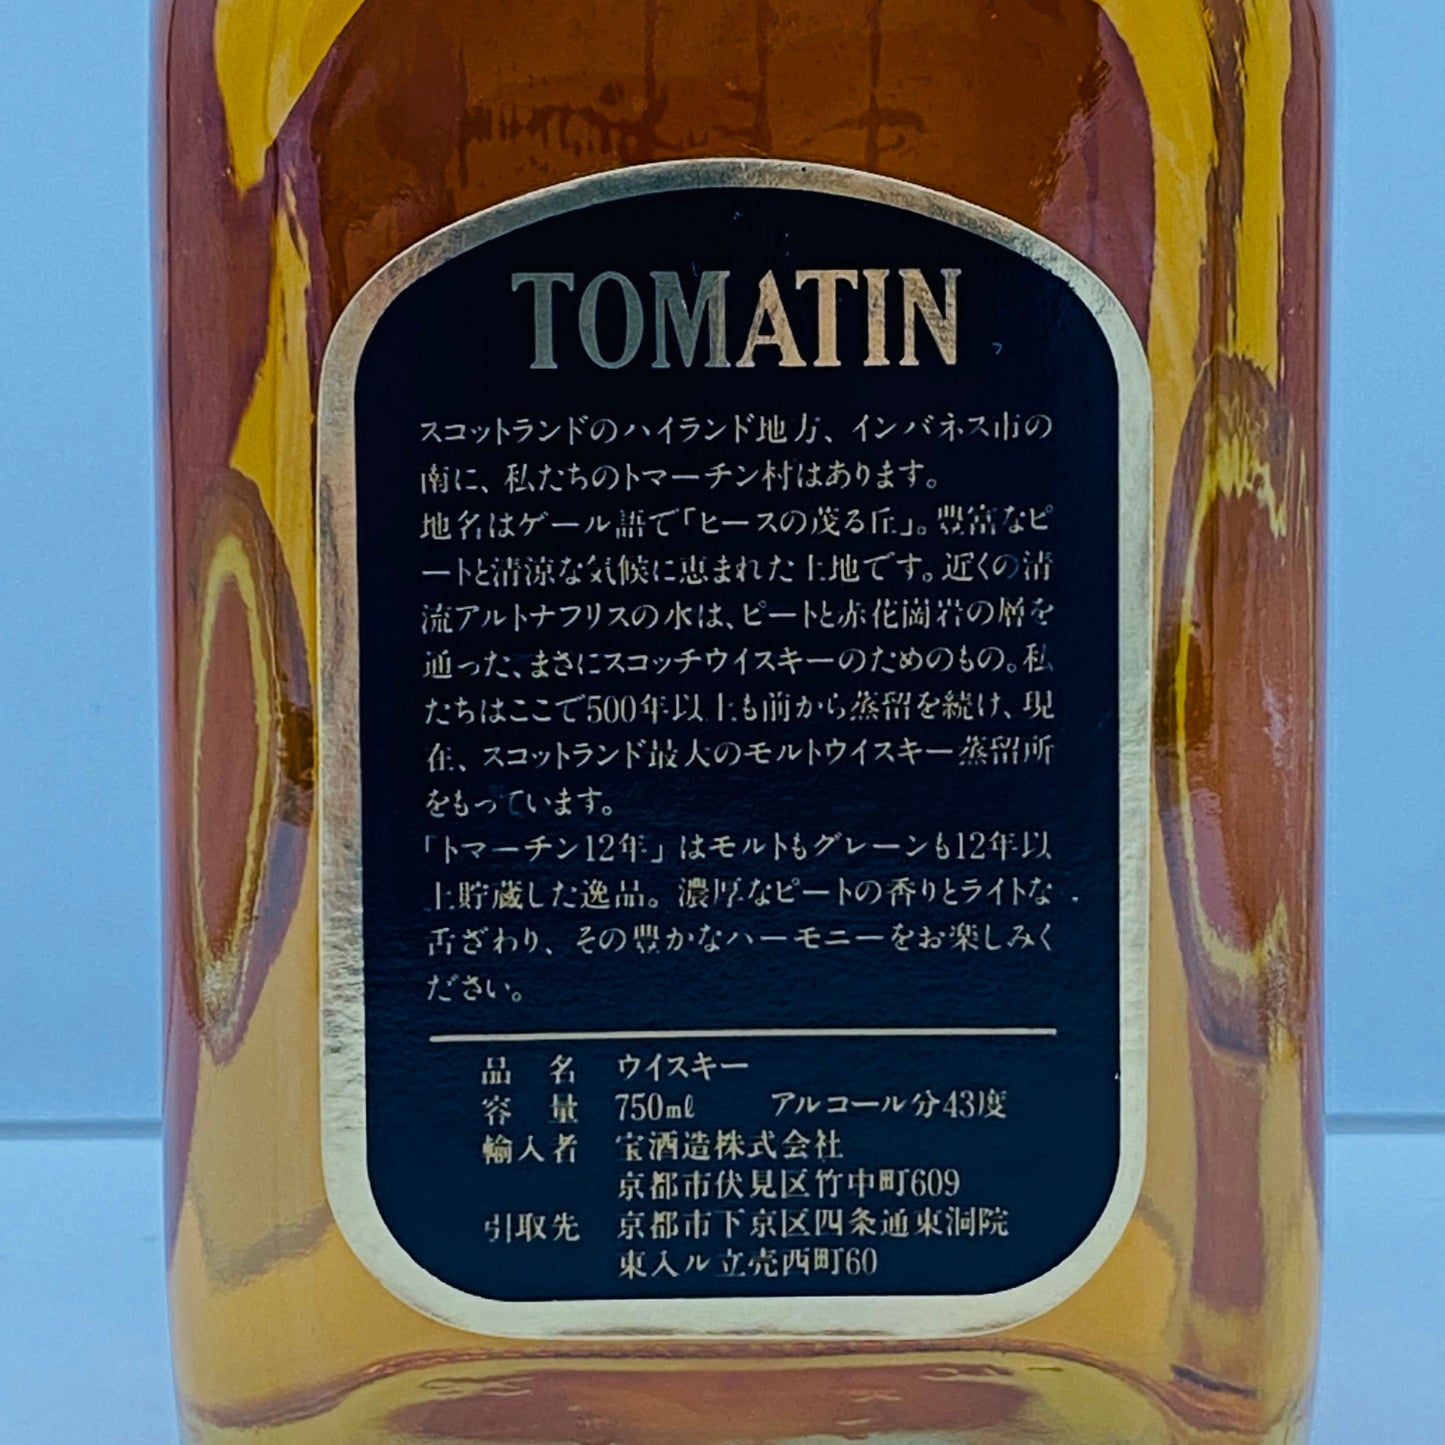 TOMATIN
スコットランドのハイランド地方、インバネス市の
南に、私たちのトマーチン村はあります。
地名はゲール語で「ヒースの茂る丘」。豊富なピ
ートと清涼な気候に恵まれた土地です。近くの清
流アルトナフリスの水は、ピートと赤花崗岩の層を
通った、まさにスコッチウイスキーのためのもの。私
たちはここで500年以上も前から蒸留を続け、現
在、スコットランド最大のモルトウイスキー蒸留所
をもっています。
「トマーチン12年」はモルトもグレーンも12年以
上貯蔵した逸品。濃厚なピートの香りとライトな
舌ざわり、その豊かなハーモニーをお楽しみく
ださい。
品名 ウイスキー
容量 750ml アルコール分43度
輸入者 宝酒造株式会社
京都市伏見区竹中町609
引取先 京都市下京区四条通東洞院
東入ル立売西町60